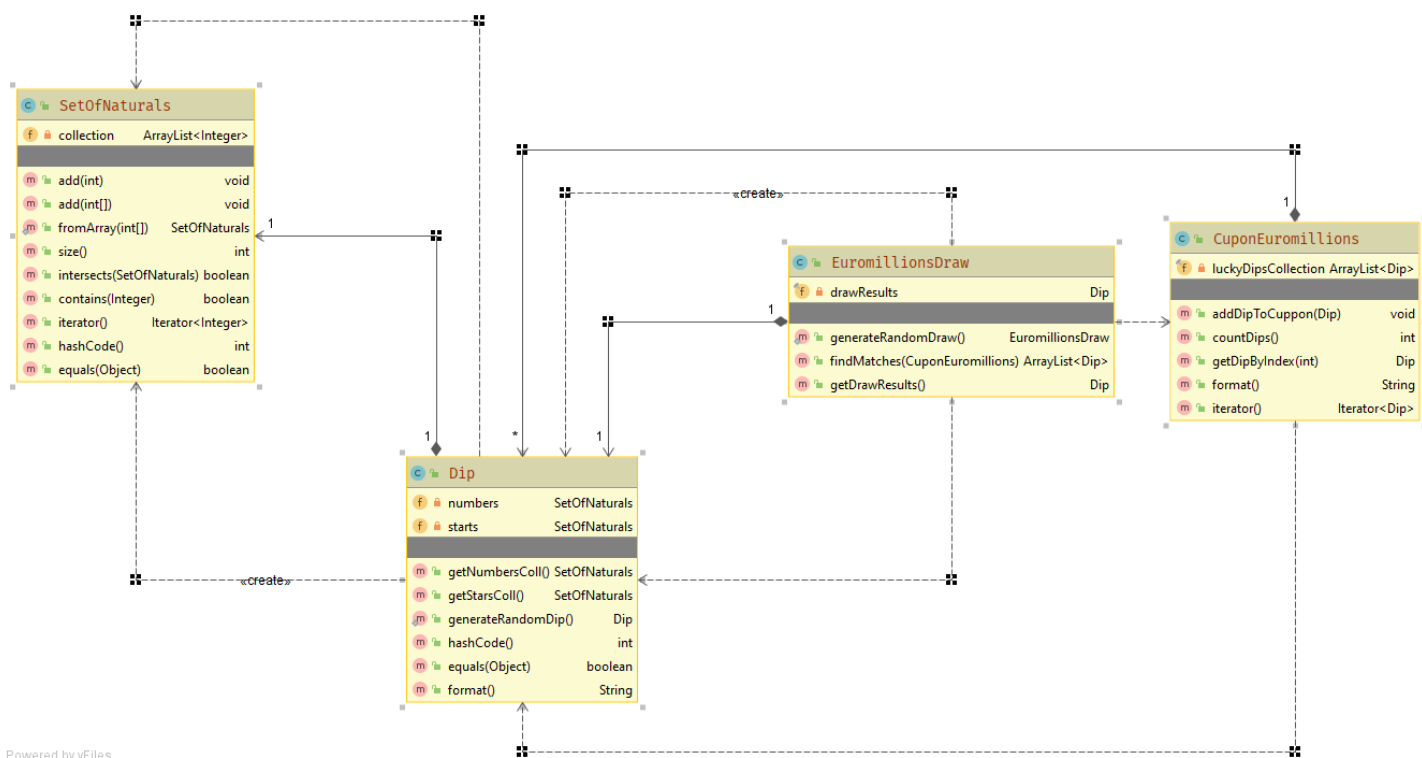 SetOfNaturals
collection ArrayList<Integer>
add(int) void
add(int[]) void
fromArray(int[]) SetOfNaturals
size() int
intersects(SetOfNaturals) boolean
contains(Integer) boolean
iterator() Iterator<Integer>
hashCode() int
equals(Object) boolean
1
1
«create»
*
1
1
«create»
1
EuromillionsDraw
drawResults Dip
generateRandomDraw() EuromillionsDraw
findMatches(CuponEuromillions) ArrayList<Dip>
getDrawResults() Dip
CuponEuromillions
luckyDipsCollection ArrayList<Dip>
addDipToCuppon(Dip) void
countDips() int
getDipByIndex(int) Dip
format() String
iterator() Iterator<Dip>
Dip
numbers SetOfNaturals
starts SetOfNaturals
getNumbersColl() SetOfNaturals
getStarsColl() SetOfNaturals
generateRandomDip() Dip
hashCode() int
equals(Object) boolean
format() String
Powered by yFiles